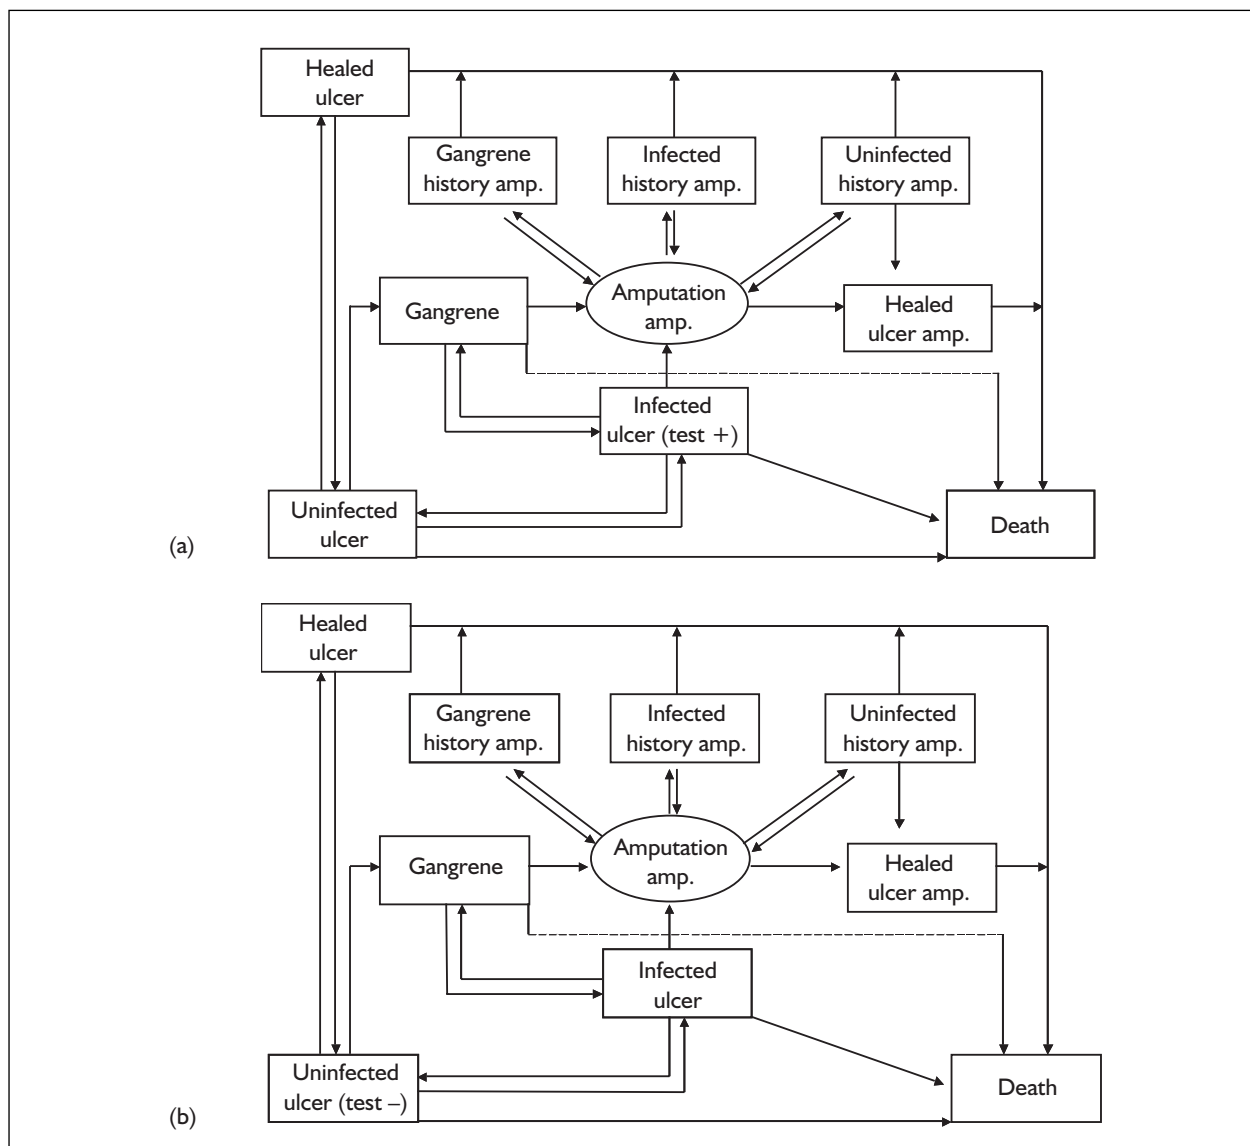 Healed
ulcer
Gangrene
history amp.
Infected
history amp.
Uninfected
history amp.
Gangrene
Amputation
amp.
Healed
ulcer amp.
Infected
ulcer (test +)
Uninfected
ulcer
Death
(a)
Healed
ulcer
Gangrene
history amp.
Infected
history amp.
Uninfected
history amp.
Gangrene
Amputation
amp.
Healed
ulcer amp.
Infected
ulcer
Uninfected
ulcer (test –)
Death
(b)